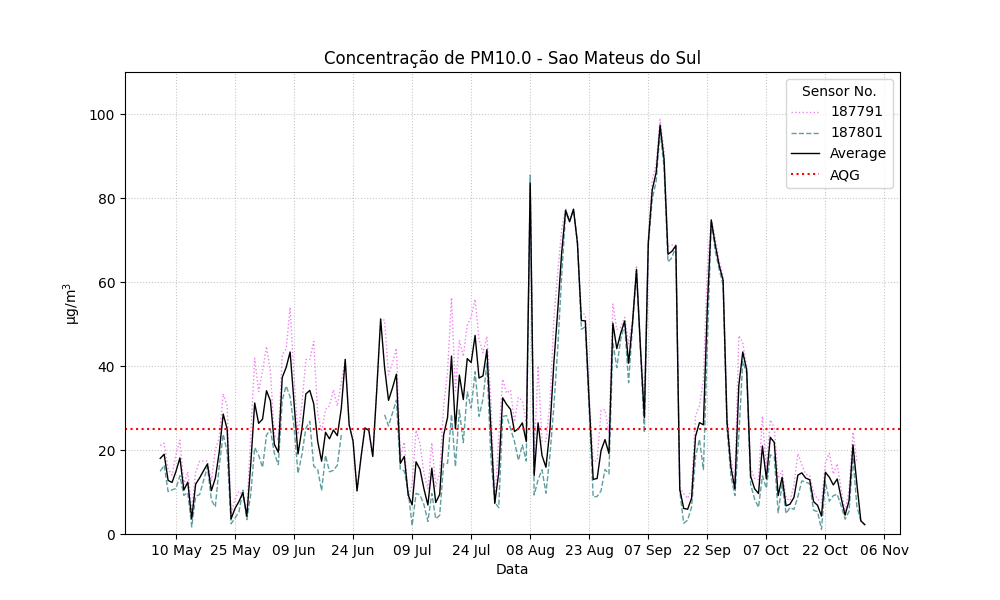 Concentração de PM10.0 - Sao Mateus do Sul
Sensor No.
187791
187801
Average
AQG
100
80
60
40
20
0
μg/m³
10 May 25 May 09 Jun 24 Jun 09 Jul 24 Jul 08 Aug 23 Aug 07 Sep 22 Sep 07 Oct 22 Oct 06 Nov
Data